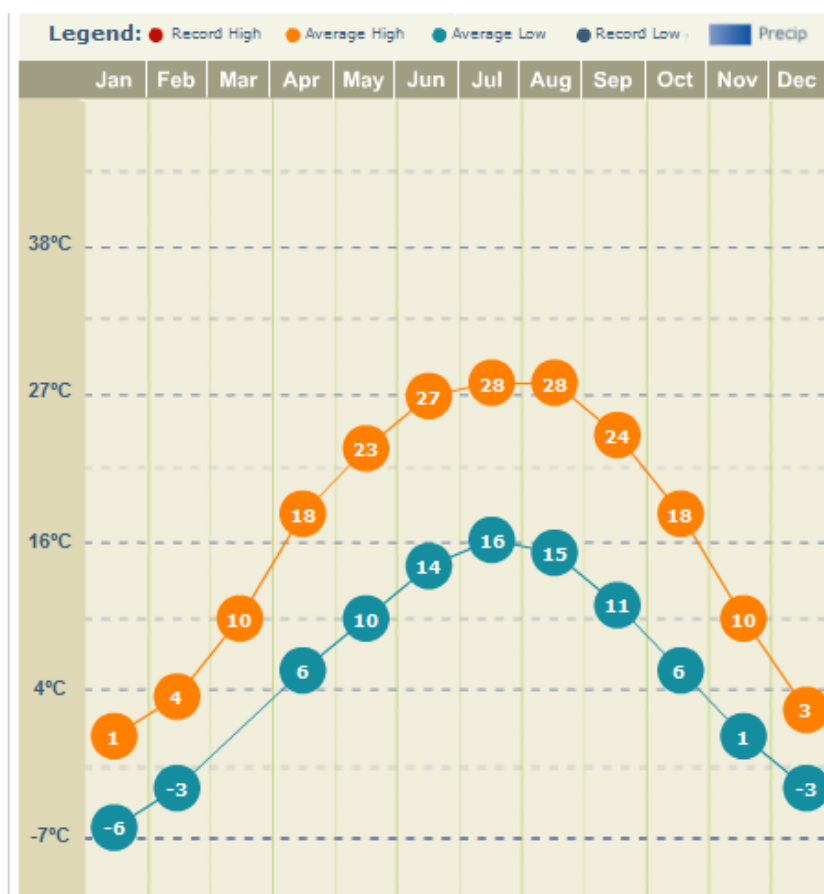 Legend: Record High Average High Average Low Record Low Precip
Jan Feb Mar Apr May Jun Jul Aug Sep Oct Nov Dec
38ºC
27ºC
27 28 28
23 24
18 18
16ºC
16
14 15
10 10 11 10
6 6
4ºC
4 3
1 1
-3 -3
-6
-7ºC